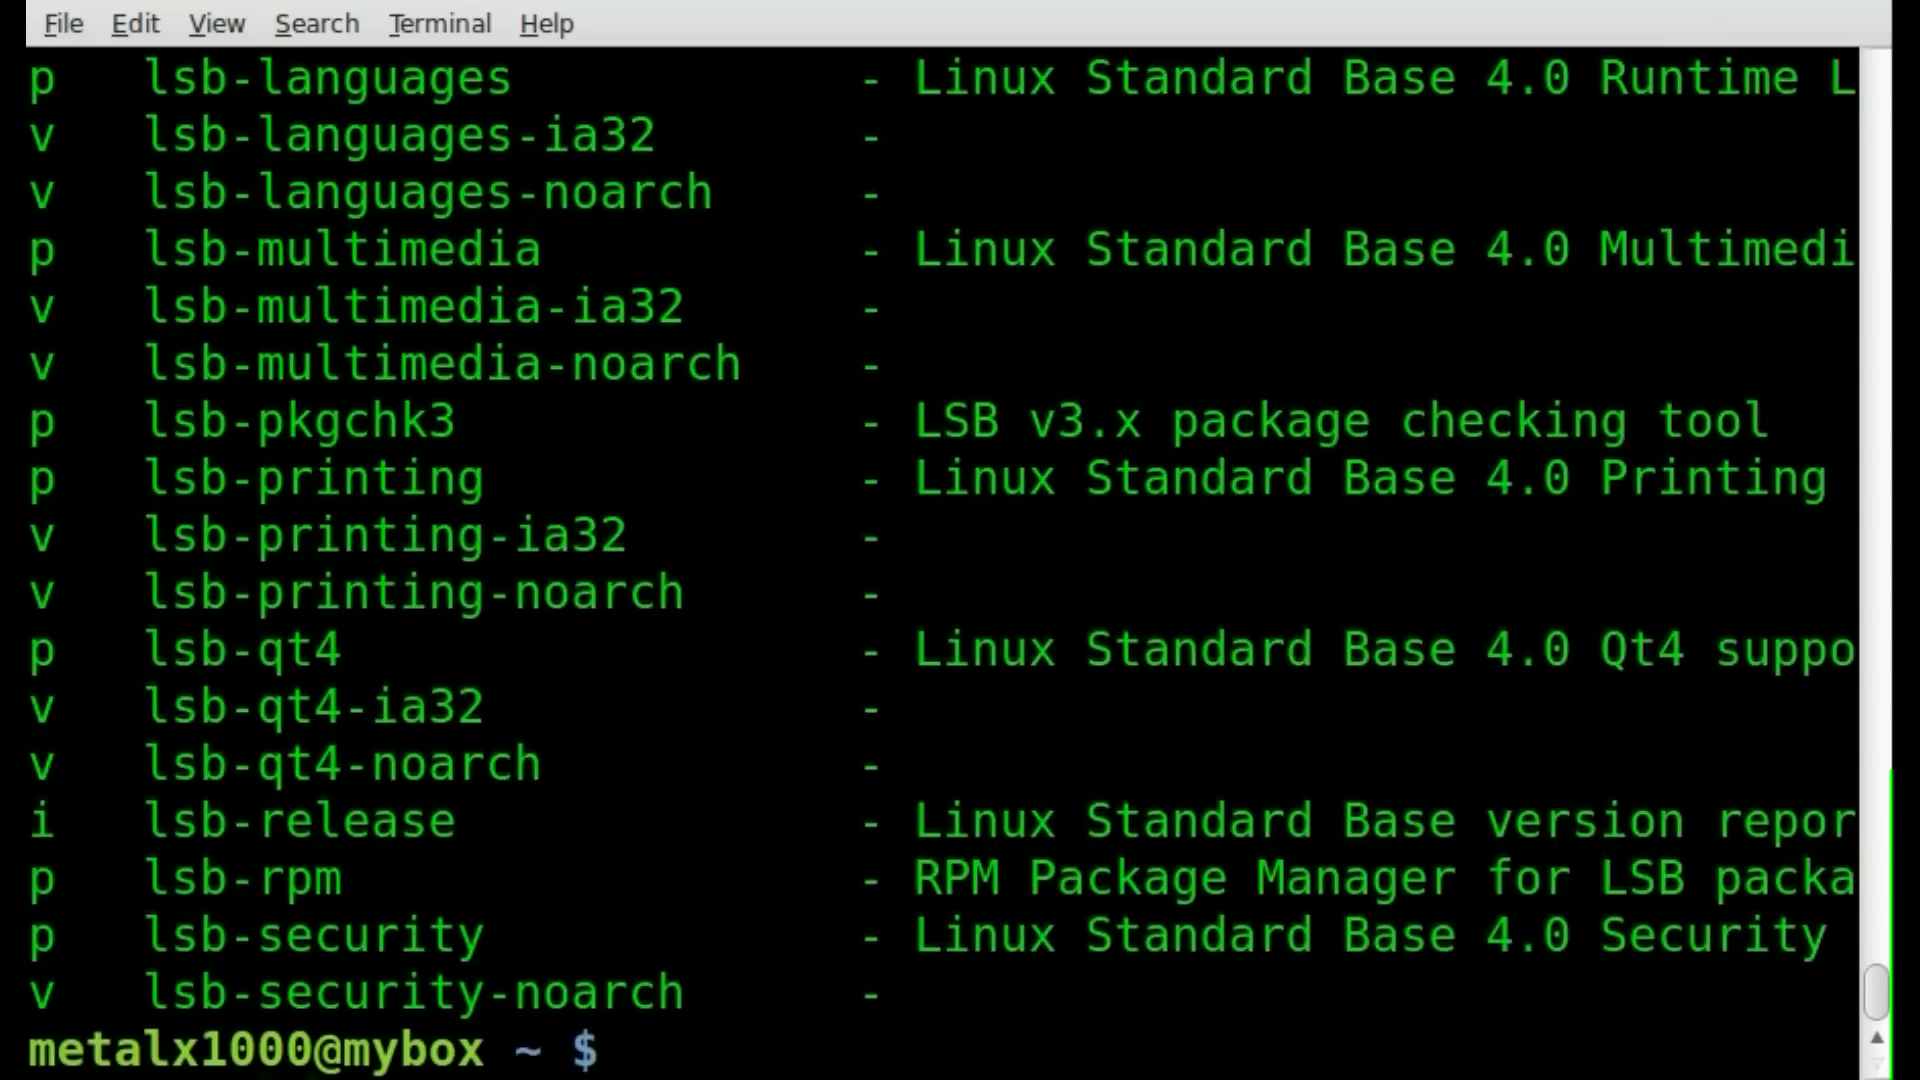 File Edit View Search Terminal Help
p lsb-languages - Linux Standard Base 4.0 Runtime L
v lsb-languages-ia32 -
v lsb-languages-noarch -
p lsb-multimedia - Linux Standard Base 4.0 Multimedi
v lsb-multimedia-ia32 -
v lsb-multimedia-noarch -
p lsb-pkgchk3 - LSB v3.x package checking tool
p lsb-printing - Linux Standard Base 4.0 Printing
v lsb-printing-ia32 -
v lsb-printing-noarch -
p lsb-qt4 - Linux Standard Base 4.0 Qt4 suppo
v lsb-qt4-ia32 -
v lsb-qt4-noarch -
i lsb-release - Linux Standard Base version repor
p lsb-rpm - RPM Package Manager for LSB packa
p lsb-security - Linux Standard Base 4.0 Security
v lsb-security-noarch -
metalx1000@mybox ~ $